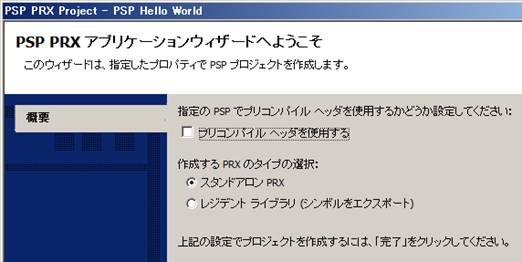 PSP PRX Project - PSP Hello World
PSP PRX アプリケーションウィザードへようこそ
このウィザードは、指定したプロパティで PSP プロジェクトを作成します。
概要
指定の PSP でプリコンパイル ヘッダを使用するかどうか設定してください:
プリコンパイル ヘッダを使用する
作成する PRX のタイプの選択:
スタンドアロン PRX
レジデント ライブラリ (シンボルをエクスポート)
上記の設定でプロジェクトを作成するには、「完了」をクリックしてください。